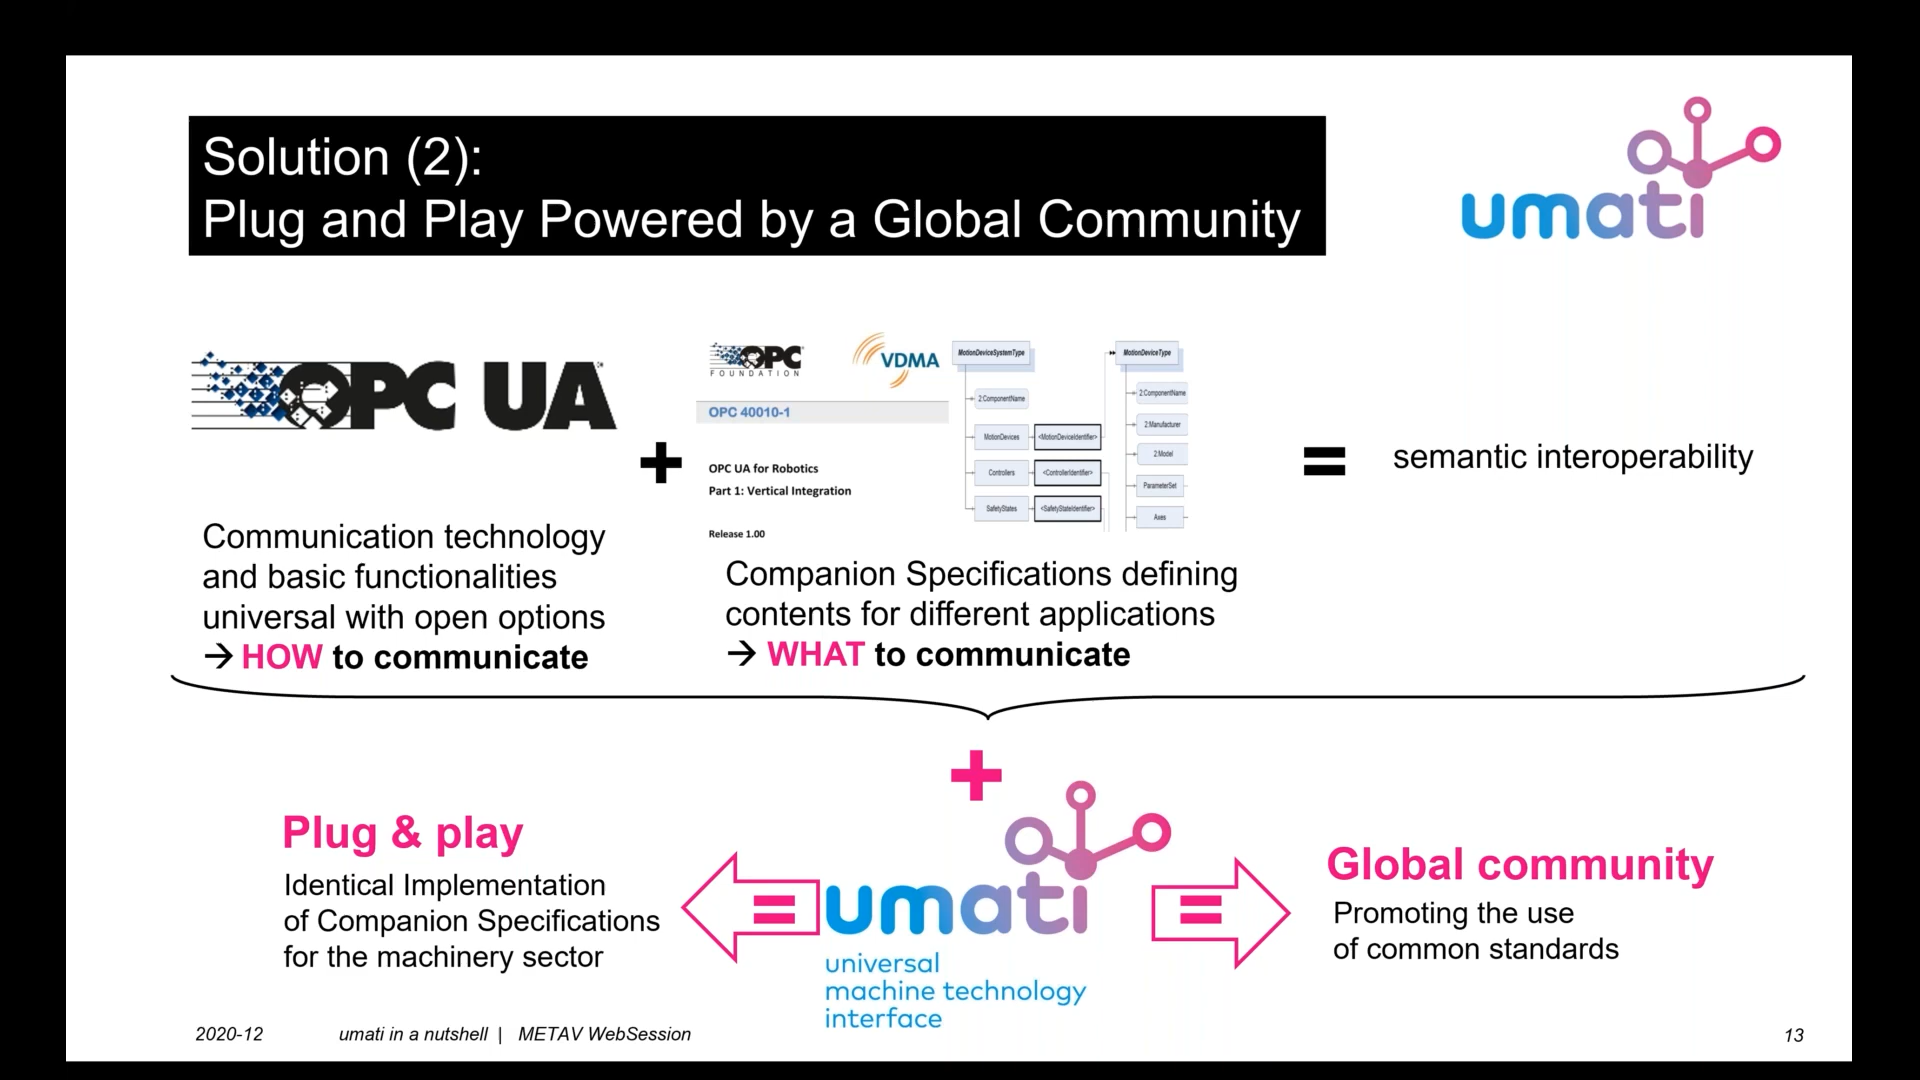 Solution (2):
Plug and Play Powered by a Global Community
umati
OPC UA
OPC
FOUNDATION
VDMA
OPC 40010-1
OPC UA for Robotics
Part 1: Vertical Integration
Release 1.00
MotionDeviceSystemType
MotionDeviceType
2:ComponentName
2:ComponentName
2:Manufacturer
MotionDevices
<MotionDeviceIdentifier>
2:Model
Controllers
<ControllerIdentifier>
ParameterSet
SafetyStates
<SafetyStateIdentifier>
Axes
+
=
semantic interoperability
Communication technology
and basic functionalities
universal with open options
→ HOW to communicate
Companion Specifications defining
contents for different applications
→ WHAT to communicate
+
Plug & play
Identical Implementation
of Companion Specifications
for the machinery sector
=
umati
universal
machine technology
interface
=
Global community
Promoting the use
of common standards
2020-12 umati in a nutshell | METAV WebSession 13